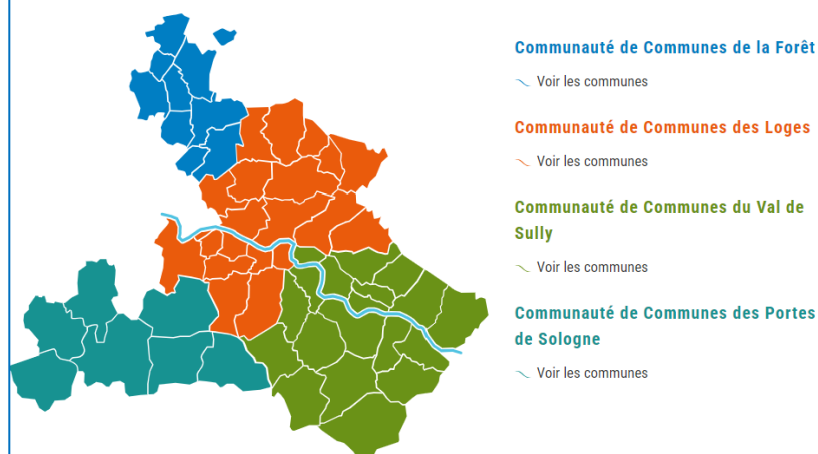 Communauté de Communes de la Forêt
Voir les communes
Communauté de Communes des Loges
Voir les communes
Communauté de Communes du Val de
Sully
Voir les communes
Communauté de Communes des Portes
de Sologne
Voir les communes